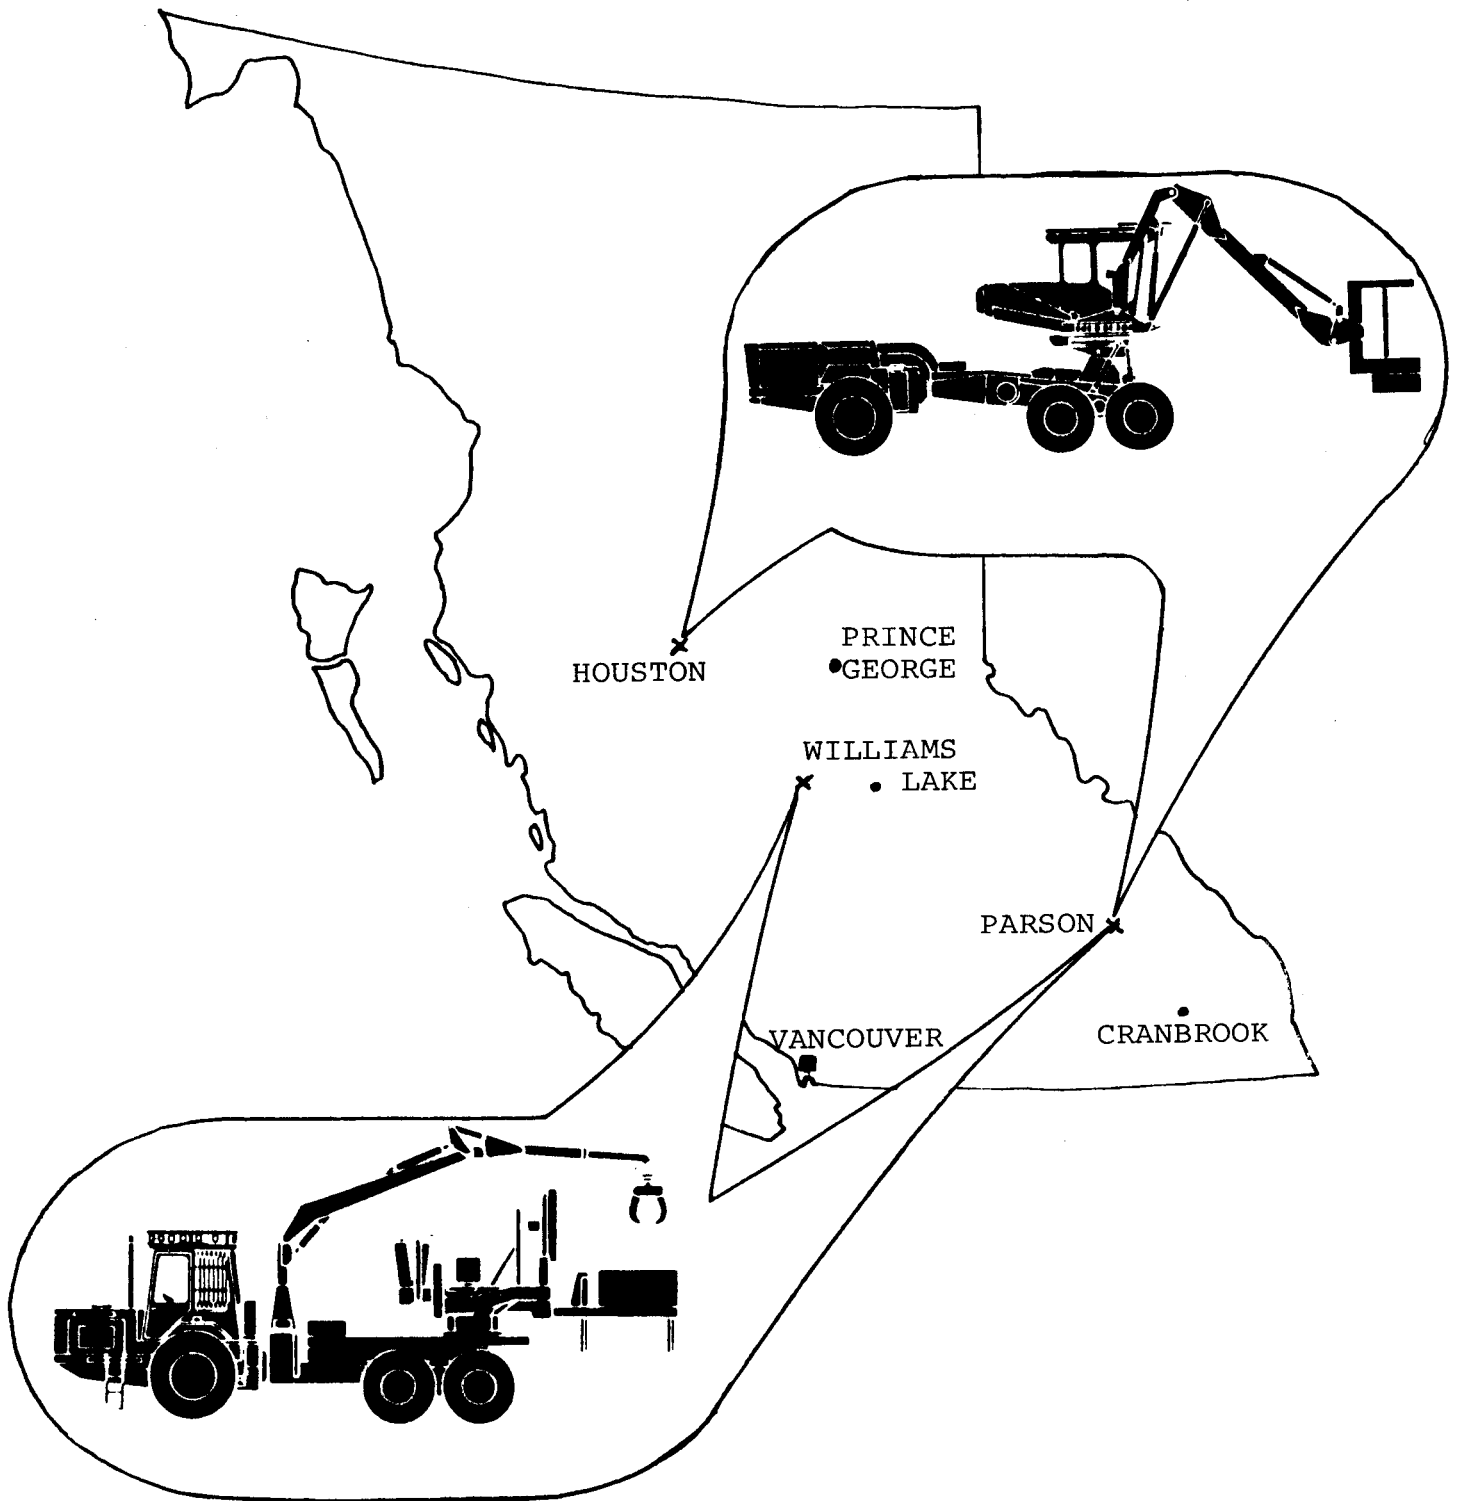 PRINCE
HOUSTON
GEORGE
WILLIAMS
LAKE
PARSON
VANCOUVER
CRANBROOK